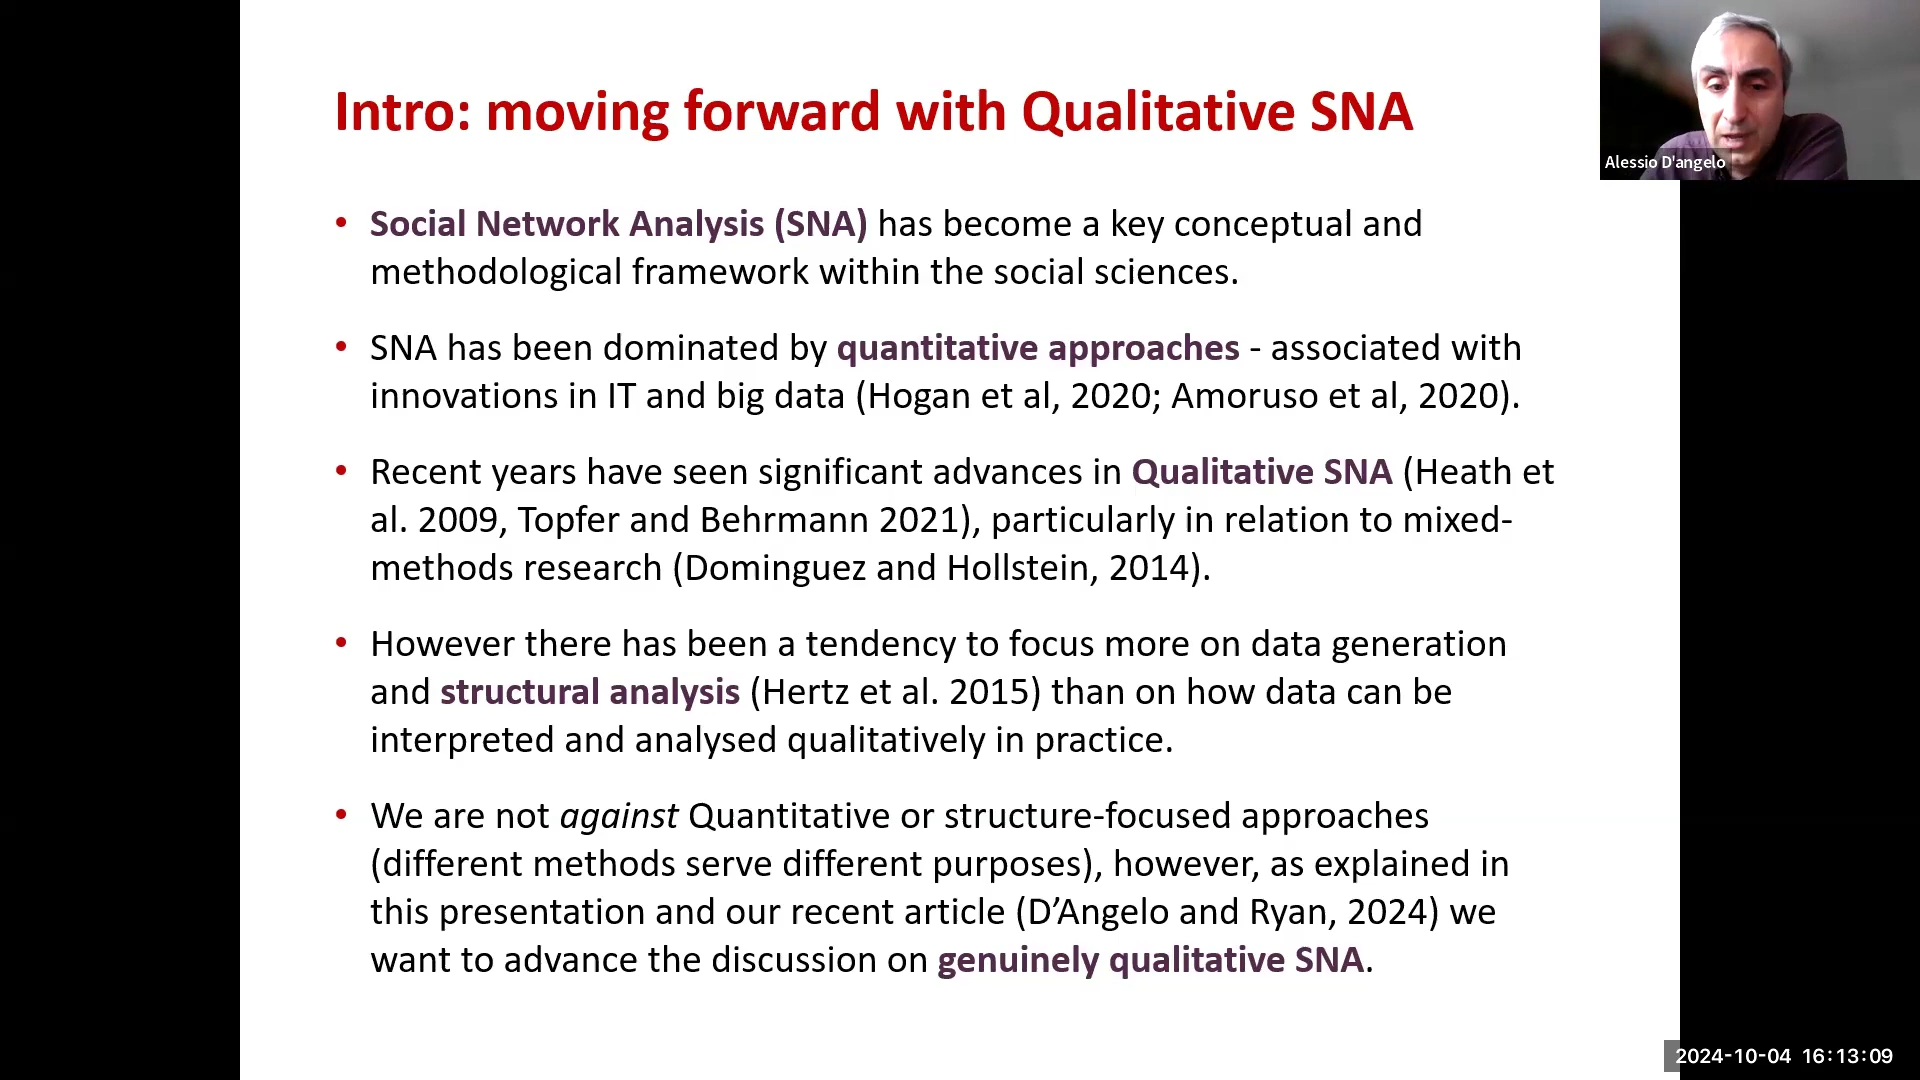 Intro: moving forward with Qualitative SNA
Alessio D'angelo
• Social Network Analysis (SNA) has become a key conceptual and
methodological framework within the social sciences.
• SNA has been dominated by quantitative approaches - associated with
innovations in IT and big data (Hogan et al, 2020; Amoruso et al, 2020).
• Recent years have seen significant advances in Qualitative SNA (Heath et
al. 2009, Topfer and Behrmann 2021), particularly in relation to mixed-
methods research (Dominguez and Hollstein, 2014).
• However there has been a tendency to focus more on data generation
and structural analysis (Hertz et al. 2015) than on how data can be
interpreted and analysed qualitatively in practice.
• We are not against Quantitative or structure-focused approaches
(different methods serve different purposes), however, as explained in
this presentation and our recent article (D’Angelo and Ryan, 2024) we
want to advance the discussion on genuinely qualitative SNA.
2024-10-04 16:13:09